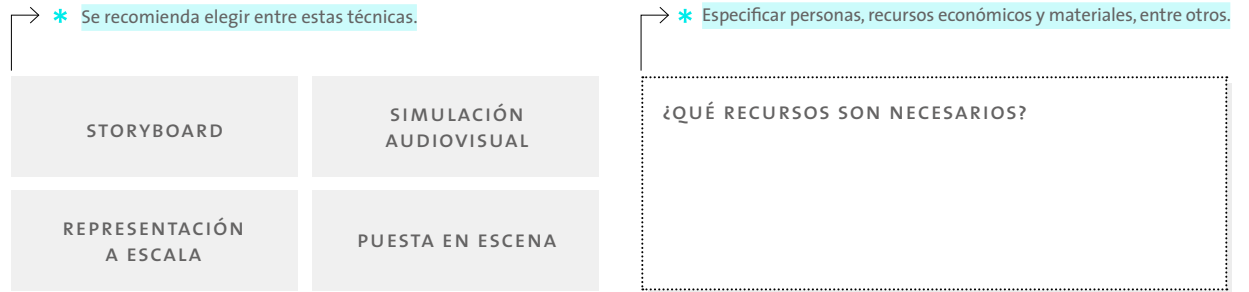 * Se recomienda elegir entre estas técnicas.
STORYBOARD
SIMULACIÓN
AUDIOVISUAL
REPRESENTACIÓN
A ESCALA
PUESTA EN ESCENA
* Especificar personas, recursos económicos y materiales, entre otros.
¿QUÉ RECURSOS SON NECESARIOS?